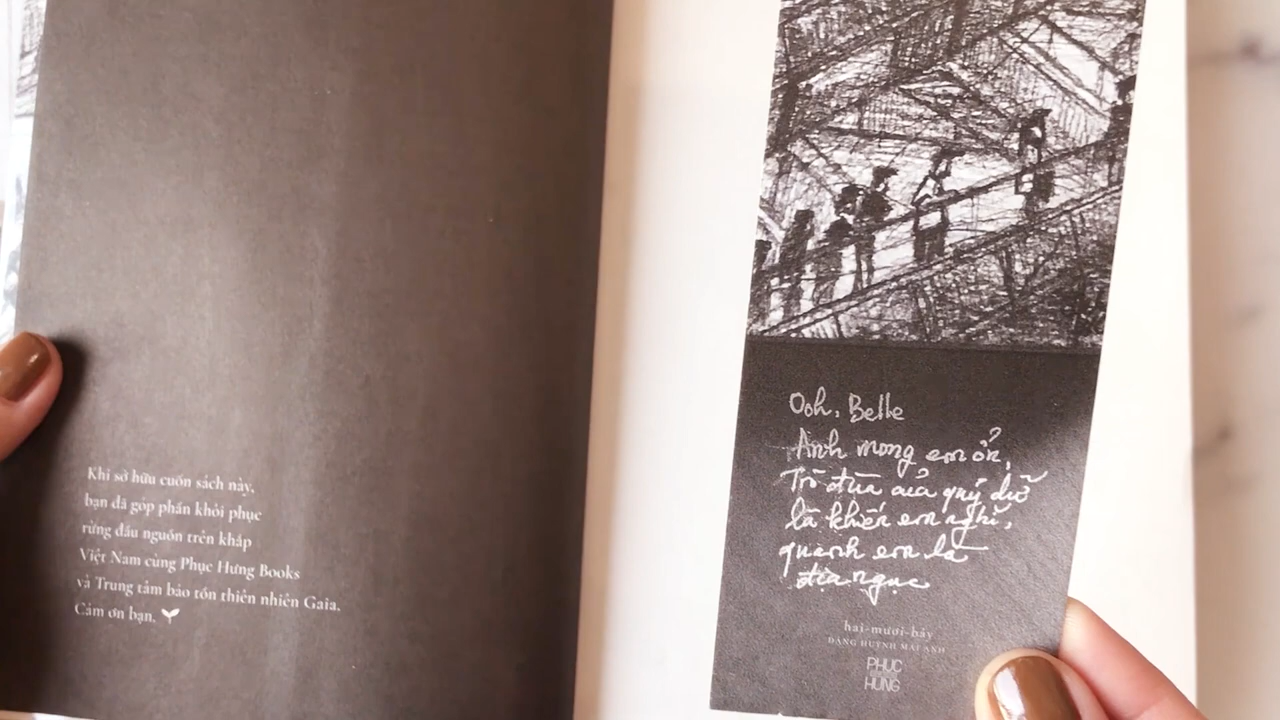 Khi sở hữu cuốn sách này,
bạn đã góp phần khôi phục
rừng đầu nguồn trên khắp
Việt Nam cùng Phục Hưng Books
và Trung tâm bảo tồn thiên nhiên Gaia.
Cảm ơn bạn.
Ooh, Belle
Anh mong em ổn,
Trò đùa của quỷ dữ
là khiến em nghĩ,
quanh em là
địa ngục
hai-mươi-bảy
ĐẶNG HUỲNH MAI ANH
PHỤC
HƯNG